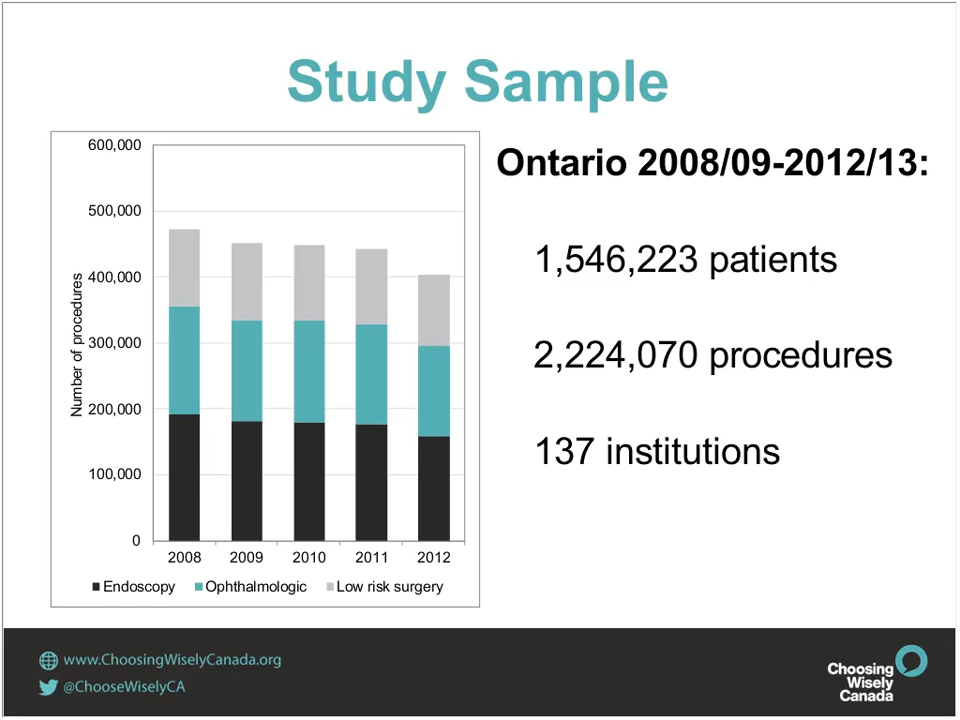 Study Sample
600,000
500,000
400,000
300,000
200,000
100,000
0
Number of procedures
2008 2009 2010 2011 2012
Endoscopy Ophthalmologic Low risk surgery
Ontario 2008/09-2012/13:
1,546,223 patients
2,224,070 procedures
137 institutions
www.ChoosingWiselyCanada.org
@ChooseWiselyCA
Choosing
Wisely
Canada